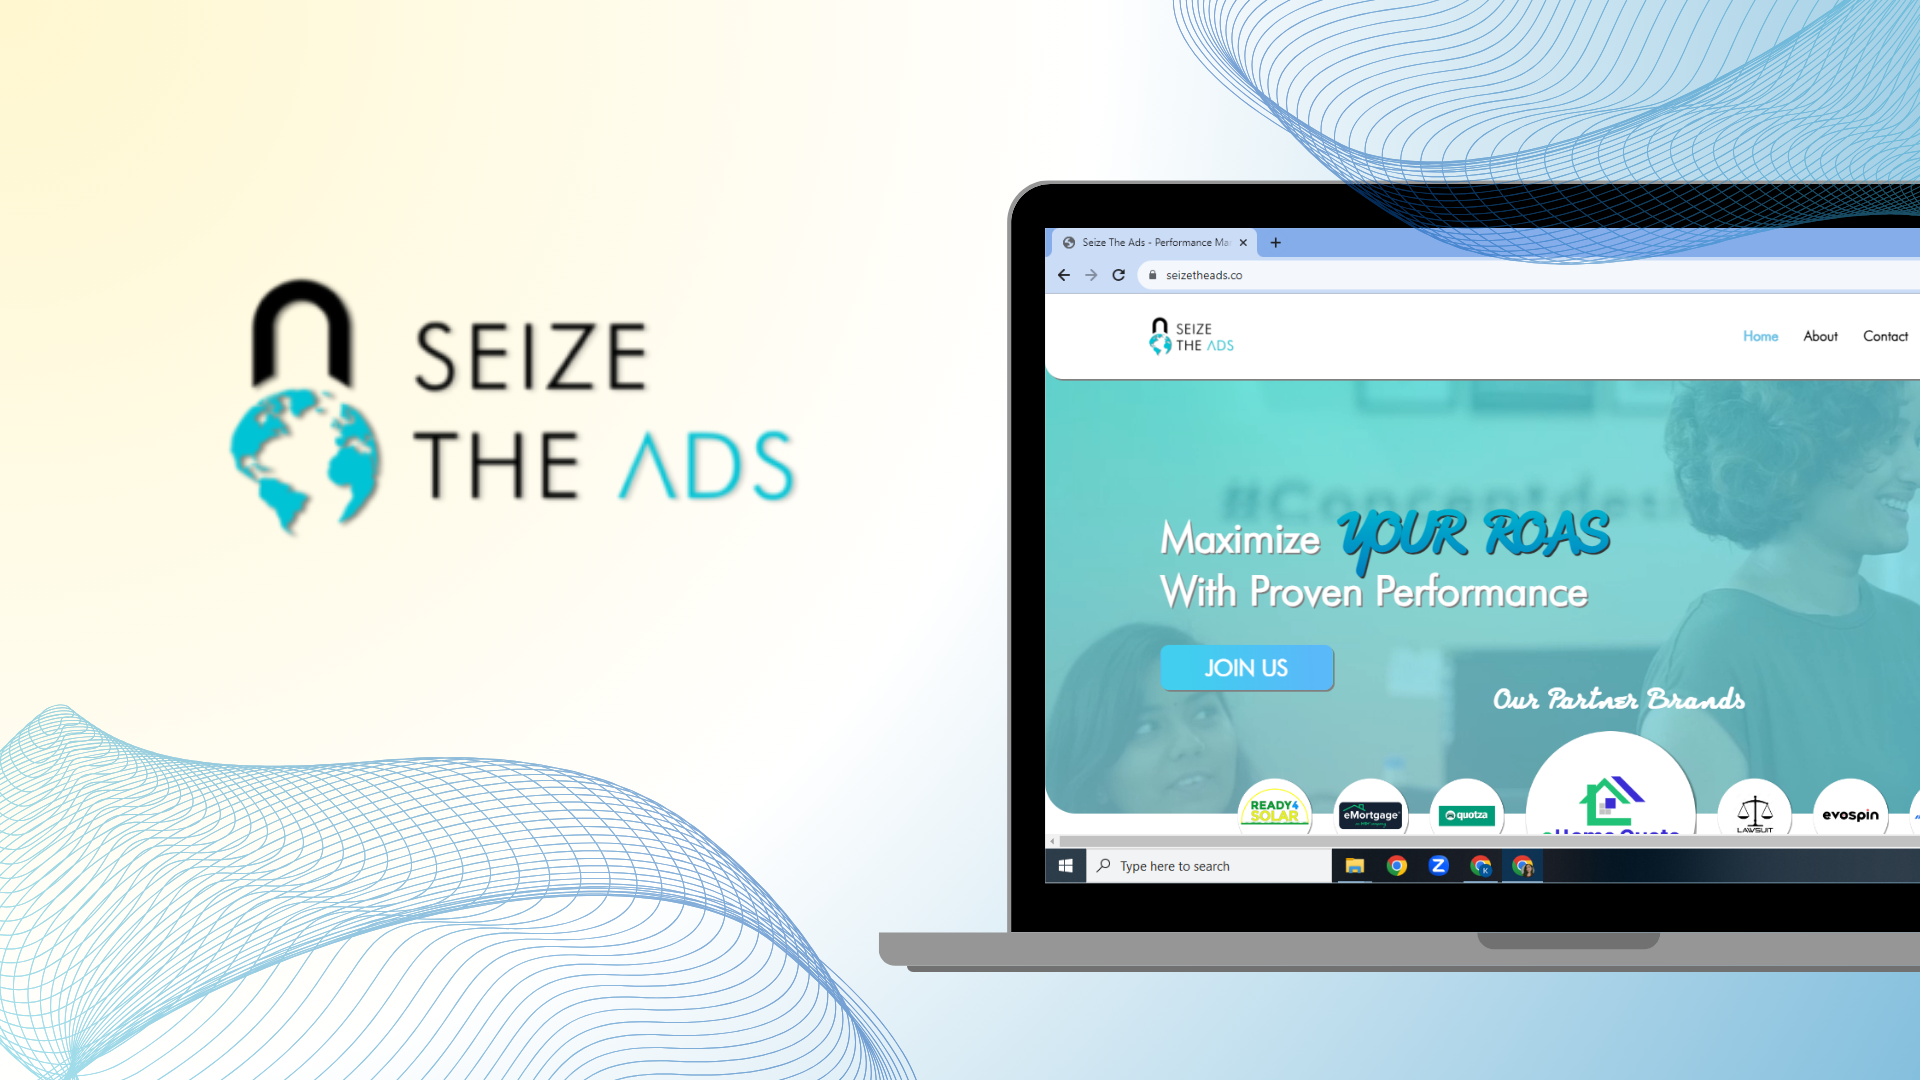 SEIZE
THE ADS
Seize The Ads - Performance Ma
seizetheads.co
SEIZE
THE ADS
Home
About
Contact
Maximize YOUR ROAS
With Proven Performance
JOIN US
Our Partner Brands
READY4
SOLAR
eMortgage
quotza
LAWSUIT
evospin
Type here to search